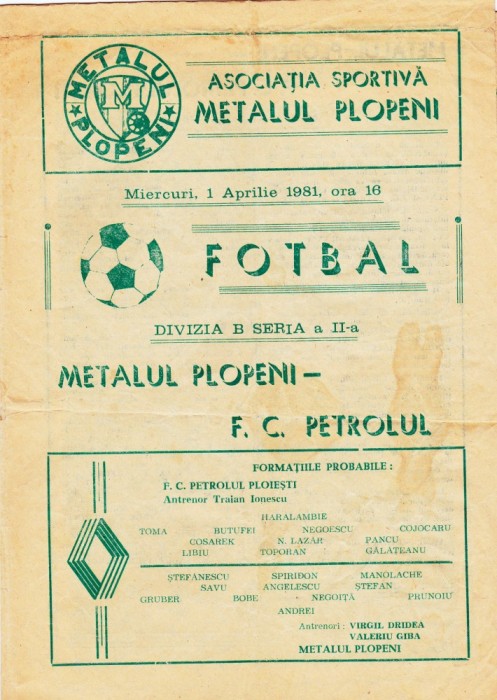 METALUL
M
PLOPENI
ASOCIAȚIA SPORTIVĂ
METALUL PLOPENI
Miercuri, 1 Aprilie 1981, ora 16
FOTBAL
DIVIZIA B SERIA a II-a
METALUL PLOPENI —
F. C. PETROLUL
FORMAȚIILE PROBABILE :
F. C. PETROLUL PLOIEȘTI
Antrenor Traian Ionescu
HARALAMBIE
TOMA BUTUFEI NEGOESCU COJOCARU
COSAREK N. LAZĂR PANCU
LIBIU TOPORAN GĂLĂȚEANU
ȘTEFĂNESCU SPIRIDON MANOLACHE
SAVU ANGELESCU ȘTEFAN
GRUBER BOBE NEGOIȚĂ PRUNOIU
ANDREI
Antrenori : VIRGIL DRIDEA
VALERIU GIBA
METALUL PLOPENI